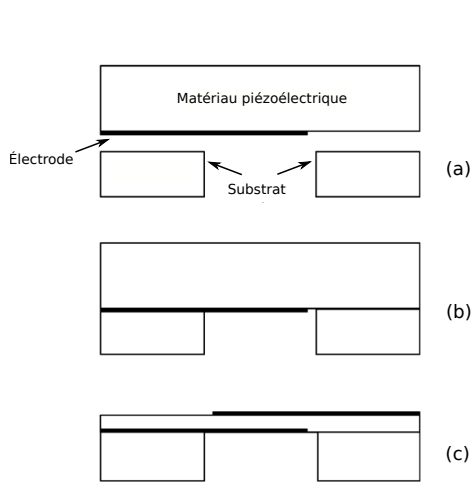 Matériau piézoélectrique
Électrode
Substrat
(a)
(b)
(c)